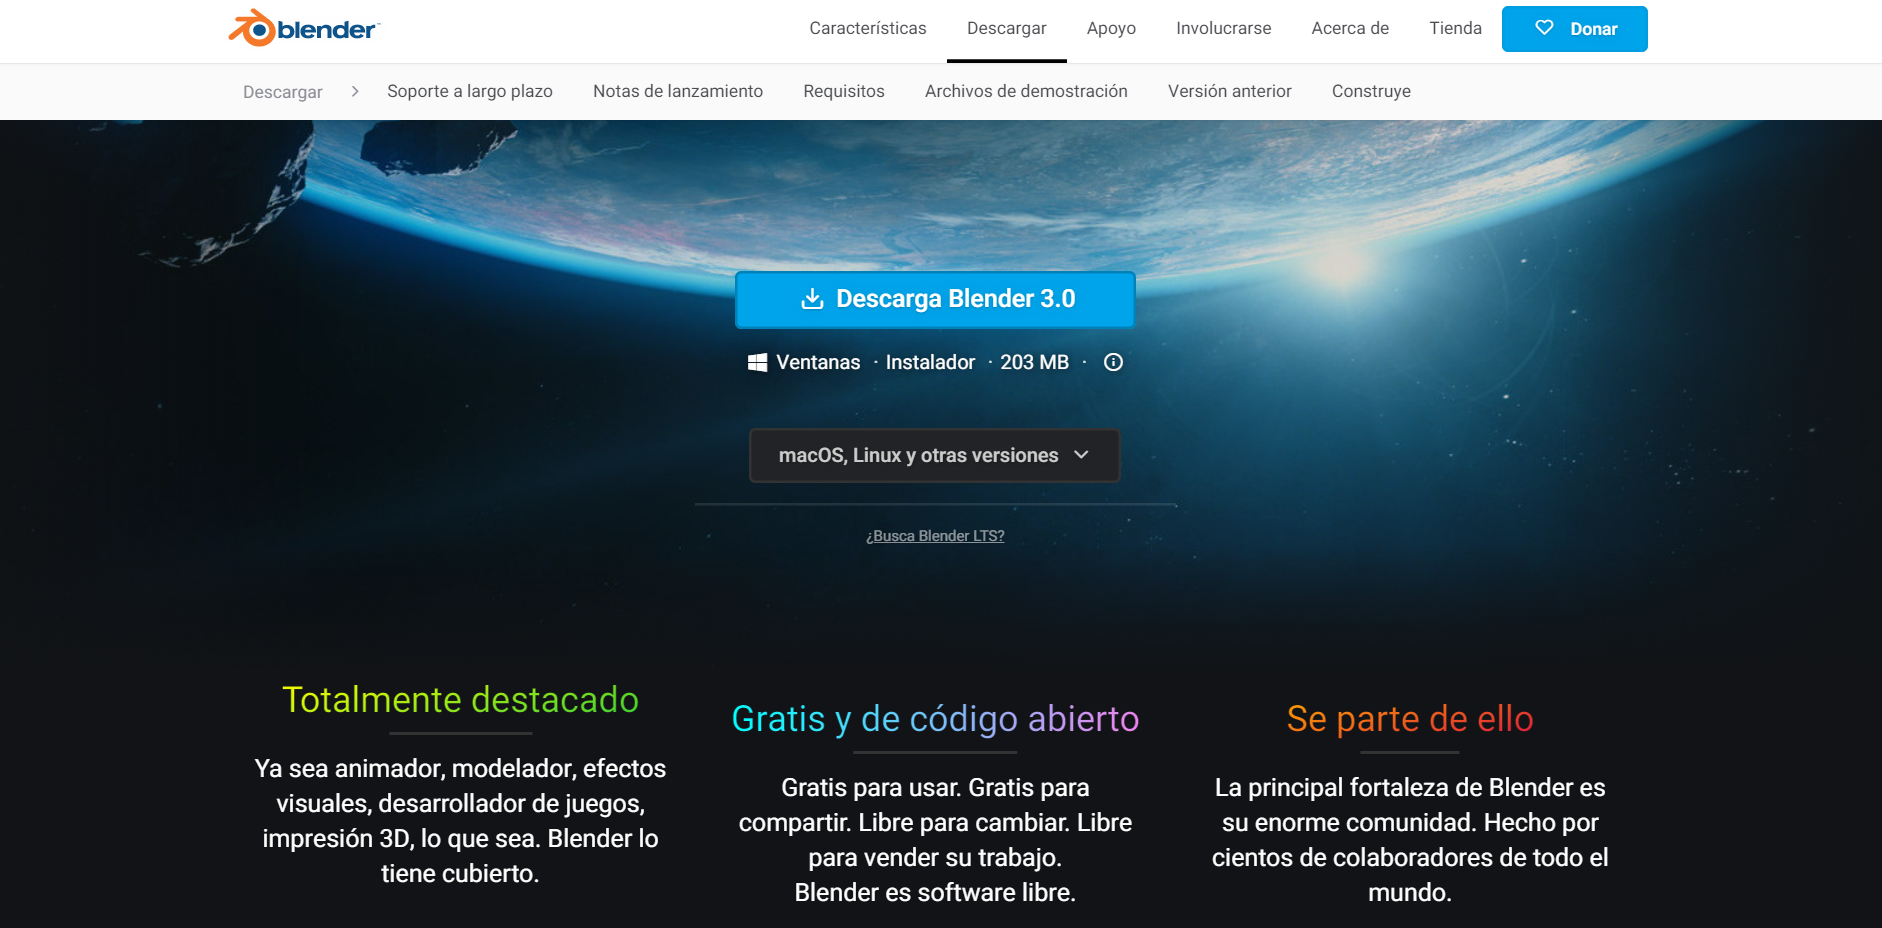 blender™
Características Descargar Apoyo Involucrarse Acerca de Tienda Donar
Descargar Soporte a largo plazo Notas de lanzamiento Requisitos Archivos de demostración Versión anterior Construye
Descarga Blender 3.0
Ventanas · Instalador · 203 MB ·
macOS, Linux y otras versiones
¿Busca Blender LTS?
Totalmente destacado
Ya sea animador, modelador, efectos
visuales, desarrollador de juegos,
impresión 3D, lo que sea. Blender lo
tiene cubierto.
Gratis y de código abierto
Gratis para usar. Gratis para
compartir. Libre para cambiar. Libre
para vender su trabajo.
Blender es software libre.
Se parte de ello
La principal fortaleza de Blender es
su enorme comunidad. Hecho por
cientos de colaboradores de todo el
mundo.